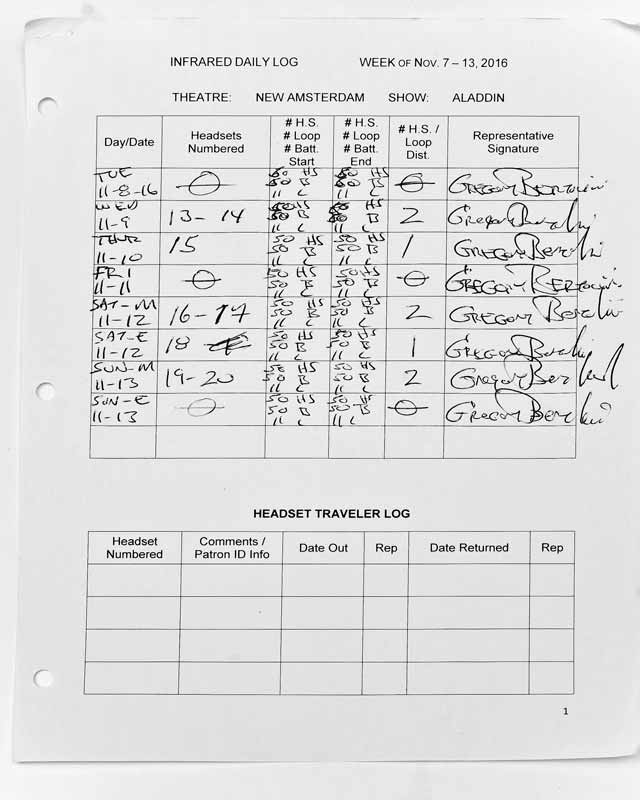 INFRARED DAILY LOG WEEK OF NOV. 7 – 13, 2016
THEATRE: NEW AMSTERDAM SHOW: ALADDIN
Day/Date Headsets Numbered # H.S. # Loop # Batt. Start # H.S. # Loop # Batt. End # H.S. / Loop Dist. Representative Signature
TUE 11-8-16 0 50 HS 50 B 11 L 50 HS 50 B 11 L 0 GREGORY BERTOLINI
WED 11-9 13-14 50 HS 50 B 11 L 50 HS 50 B 11 L 2 Gregory
THUR 11-10 15 50 HS 50 B 11 L 50 HS 50 B 11 L 1 GREGORY
FRI 11-11 0 50 HS 50 B 11 L 50 HS 50 B 11 L 0 GREGORY BERTOLINI
SAT-M 11-12 16-17 50 HS 50 B 11 L 50 HS 50 B 11 L 2 GREGORY
SAT-E 11-12 18 50 HS 50 B 11 L 50 HS 50 B 11 L 1 GREGORY
SUN-M 11-13 19-20 50 HS 50 B 11 L 50 HS 50 B 11 L 2 Gregory
SUN-E 11-13 0 50 HS 50 B 11 L 50 HS 50 B 11 L 0 GREGORY
HEADSET TRAVELER LOG
Headset Numbered Comments / Patron ID Info Date Out Rep Date Returned Rep
1